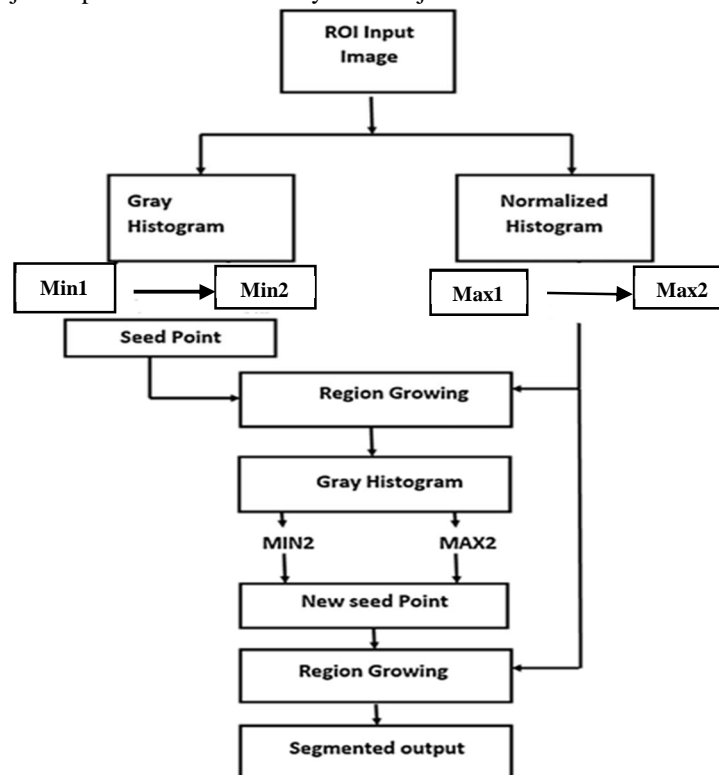 ROI Input
Image
Gray
Histogram
Normalized
Histogram
Min1
Min2
Max1
Max2
Seed Point
Region Growing
Gray Histogram
MIN2
MAX2
New seed Point
Region Growing
Segmented output